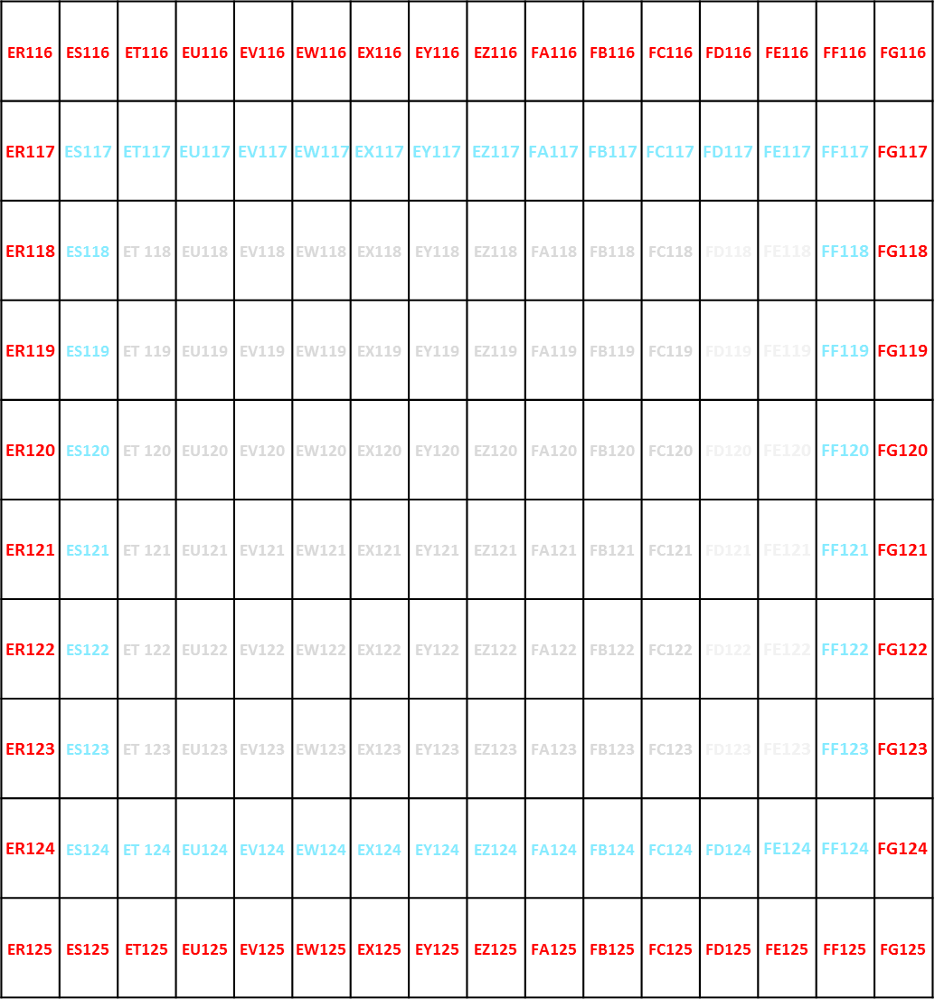 ER116 ES116 ET116 EU116 EV116 EW116 EX116 EY116 EZ116 FA116 FB116 FC116 FD116 FE116 FF116 FG116
ER117 ES117 ET117 EU117 EV117 EW117 EX117 EY117 EZ117 FA117 FB117 FC117 FD117 FE117 FF117 FG117
ER118 ES118 ET 118 EU118 EV118 EW118 EX118 EY118 EZ118 FA118 FB118 FC118 FD118 FE118 FF118 FG118
ER119 ES119 ET 119 EU119 EV119 EW119 EX119 EY119 EZ119 FA119 FB119 FC119 FD119 FE119 FF119 FG119
ER120 ES120 ET 120 EU120 EV120 EW120 EX120 EY120 EZ120 FA120 FB120 FC120 FD120 FE120 FF120 FG120
ER121 ES121 ET 121 EU121 EV121 EW121 EX121 EY121 EZ121 FA121 FB121 FC121 FD121 FE121 FF121 FG121
ER122 ES122 ET 122 EU122 EV122 EW122 EX122 EY122 EZ122 FA122 FB122 FC122 FD122 FE122 FF122 FG122
ER123 ES123 ET 123 EU123 EV123 EW123 EX123 EY123 EZ123 FA123 FB123 FC123 FD123 FE123 FF123 FG123
ER124 ES124 ET 124 EU124 EV124 EW124 EX124 EY124 EZ124 FA124 FB124 FC124 FD124 FE124 FF124 FG124
ER125 ES125 ET125 EU125 EV125 EW125 EX125 EY125 EZ125 FA125 FB125 FC125 FD125 FE125 FF125 FG125